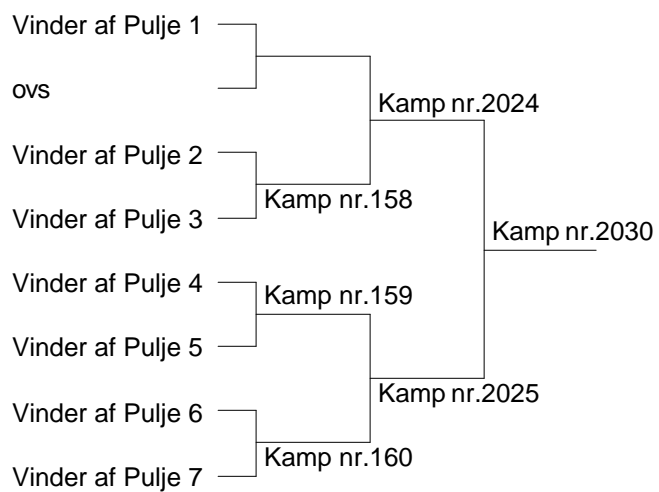 Vinder af Pulje 1
ovs
Kamp nr.2024
Vinder af Pulje 2
Kamp nr.158
Vinder af Pulje 3
Kamp nr.2030
Vinder af Pulje 4
Kamp nr.159
Vinder af Pulje 5
Kamp nr.2025
Vinder af Pulje 6
Kamp nr.160
Vinder af Pulje 7